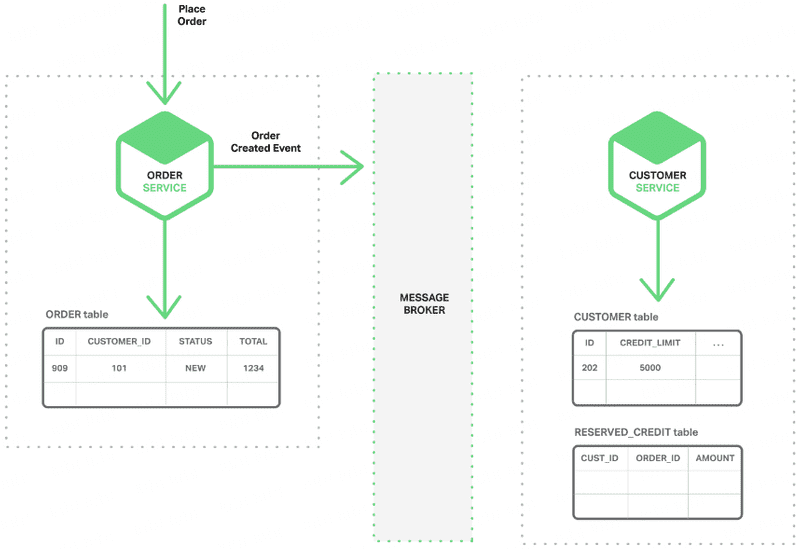 Place
Order
Order
Created Event
ORDER
SERVICE
ORDER table
ID CUSTOMER_ID STATUS TOTAL
909 101 NEW 1234
MESSAGE
BROKER
CUSTOMER
SERVICE
CUSTOMER table
ID CREDIT_LIMIT ...
202 5000
RESERVED_CREDIT table
CUST_ID ORDER_ID AMOUNT